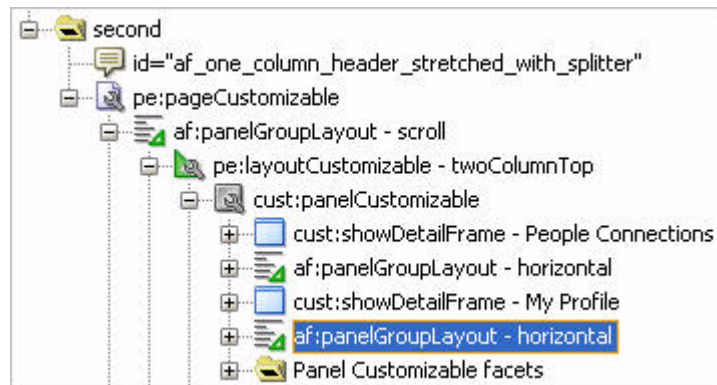 second
id="af_one_column_header_stretched_with_splitter"
pe:pageCustomizable
af:panelGroupLayout - scroll
pe:layoutCustomizable - twoColumnTop
cust:panelCustomizable
cust:showDetailFrame - People Connections
af:panelGroupLayout - horizontal
cust:showDetailFrame - My Profile
af:panelGroupLayout - horizontal
Panel Customizable facets